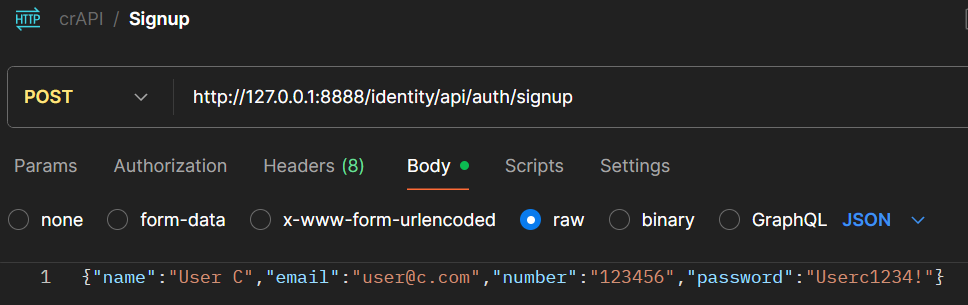 HTTP crAPI / Signup
POST http://127.0.0.1:8888/identity/api/auth/signup
Params Authorization Headers (8) Body Scripts Settings
none form-data x-www-form-urlencoded raw binary GraphQL JSON
1 {"name":"User C","email":"user@c.com","number":"123456","password":"Userc1234!"}